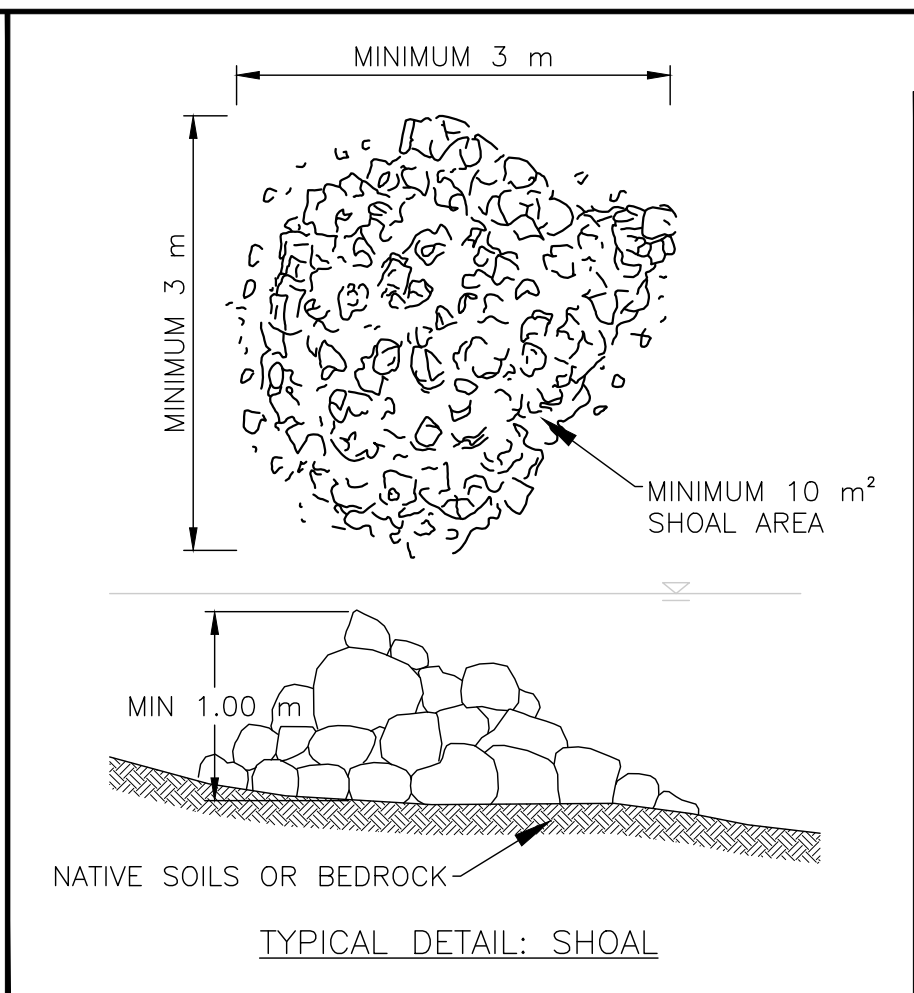 MINIMUM 3 m
MINIMUM 3 m
MINIMUM 10 m²
SHOAL AREA
MIN 1.00 m
NATIVE SOILS OR BEDROCK
TYPICAL DETAIL: SHOAL